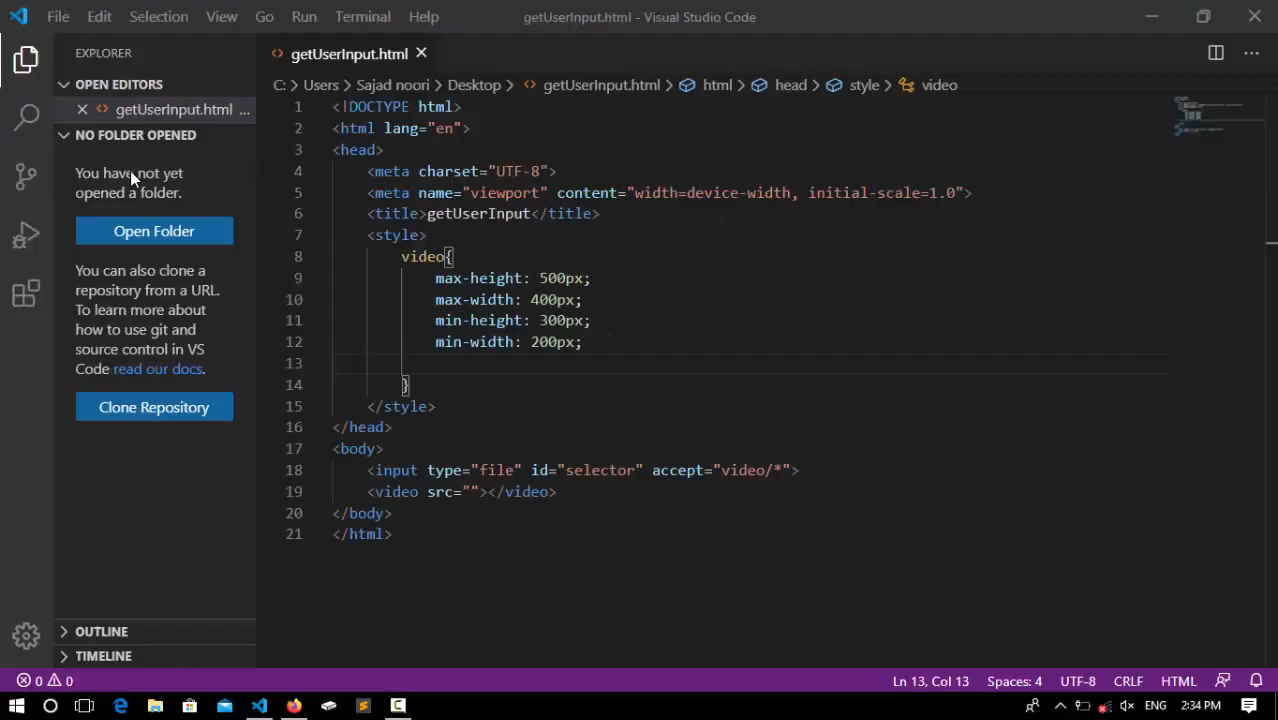 File Edit Selection View Go Run Terminal Help
getUserInput.html - Visual Studio Code
EXPLORER
OPEN EDITORS
getUserInput.html ...
NO FOLDER OPENED
You have not yet
opened a folder.
Open Folder
You can also clone a
repository from a URL.
To learn more about
how to use git and
source control in VS
Code read our docs.
Clone Repository
OUTLINE
TIMELINE
getUserInput.html
C: > Users > Sajad noori > Desktop > getUserInput.html > html > head > style > video
1 <!DOCTYPE html>
2 <html lang="en">
3 <head>
4 <meta charset="UTF-8">
5 <meta name="viewport" content="width=device-width, initial-scale=1.0">
6 <title>getUserInput</title>
7 <style>
8 video{
9 max-height: 500px;
10 max-width: 400px;
11 min-height: 300px;
12 min-width: 200px;
13
14 }
15 </style>
16 </head>
17 <body>
18 <input type="file" id="selector" accept="video/*">
19 <video src=""></video>
20 </body>
21 </html>
0 0
Ln 13, Col 13 Spaces: 4 UTF-8 CRLF HTML
ENG 2:34 PM